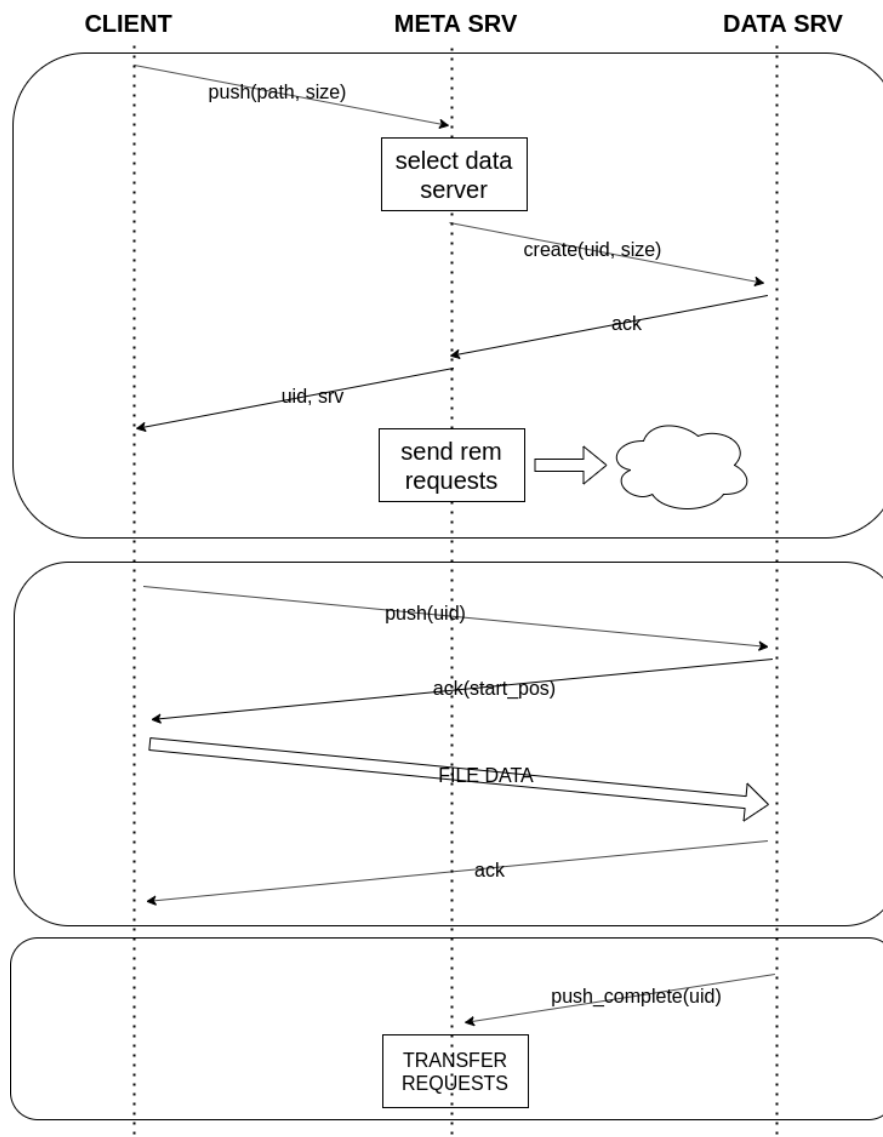 CLIENT META SRV DATA SRV
push(path, size)
select data
server
create(uid, size)
ack
uid, srv
send rem
requests
push(uid)
ack(start_pos)
FILE DATA
ack
push_complete(uid)
TRANSFER
REQUESTS